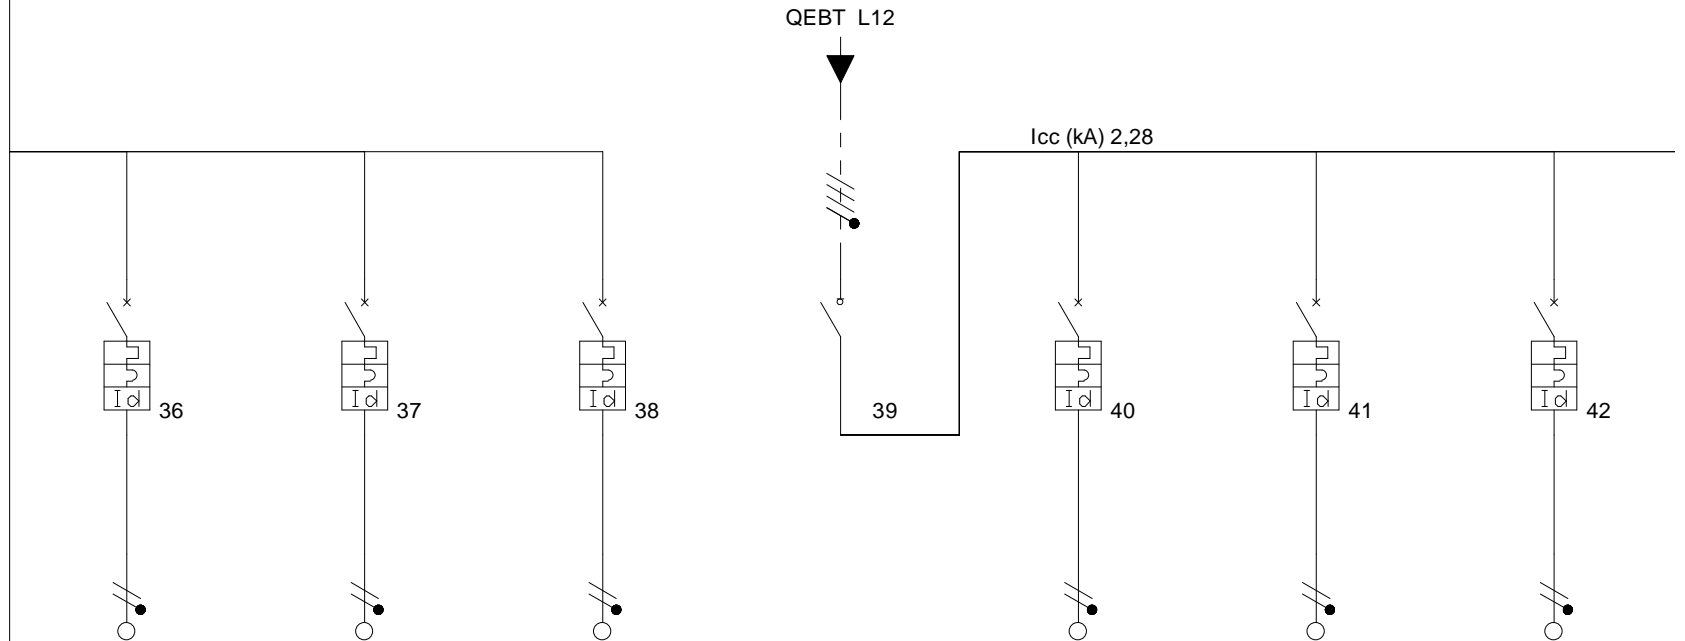 QEBT L12
Icc (kA) 2,28
Id 36
Id 37
Id 38
39
Id 40
Id 41
Id 42